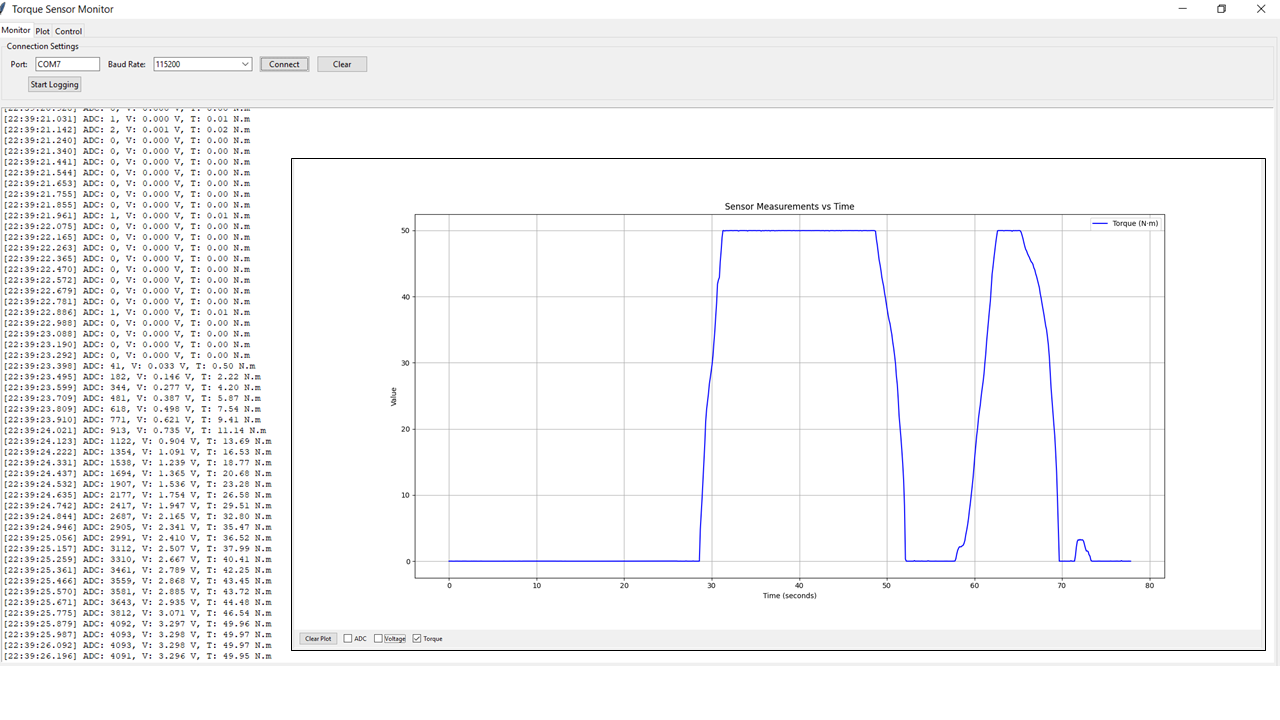 Torque Sensor Monitor
Monitor Plot Control
Connection Settings
Port: COM7 Baud Rate: 115200 Connect Clear
Start Logging
[22:39:21.031] ADC: 1, V: 0.000 V, T: 0.01 N.m
[22:39:21.142] ADC: 2, V: 0.001 V, T: 0.02 N.m
[22:39:21.240] ADC: 0, V: 0.000 V, T: 0.00 N.m
[22:39:21.340] ADC: 0, V: 0.000 V, T: 0.00 N.m
[22:39:21.441] ADC: 0, V: 0.000 V, T: 0.00 N.m
[22:39:21.544] ADC: 0, V: 0.000 V, T: 0.00 N.m
[22:39:21.653] ADC: 0, V: 0.000 V, T: 0.00 N.m
[22:39:21.755] ADC: 0, V: 0.000 V, T: 0.00 N.m
[22:39:21.855] ADC: 0, V: 0.000 V, T: 0.00 N.m
[22:39:21.961] ADC: 1, V: 0.000 V, T: 0.01 N.m
[22:39:22.075] ADC: 0, V: 0.000 V, T: 0.00 N.m
[22:39:22.165] ADC: 0, V: 0.000 V, T: 0.00 N.m
[22:39:22.263] ADC: 0, V: 0.000 V, T: 0.00 N.m
[22:39:22.365] ADC: 0, V: 0.000 V, T: 0.00 N.m
[22:39:22.470] ADC: 0, V: 0.000 V, T: 0.00 N.m
[22:39:22.572] ADC: 0, V: 0.000 V, T: 0.00 N.m
[22:39:22.679] ADC: 0, V: 0.000 V, T: 0.00 N.m
[22:39:22.781] ADC: 0, V: 0.000 V, T: 0.00 N.m
[22:39:22.886] ADC: 1, V: 0.000 V, T: 0.01 N.m
[22:39:22.988] ADC: 0, V: 0.000 V, T: 0.00 N.m
[22:39:23.088] ADC: 0, V: 0.000 V, T: 0.00 N.m
[22:39:23.190] ADC: 0, V: 0.000 V, T: 0.00 N.m
[22:39:23.292] ADC: 0, V: 0.000 V, T: 0.00 N.m
[22:39:23.398] ADC: 41, V: 0.033 V, T: 0.50 N.m
[22:39:23.495] ADC: 182, V: 0.146 V, T: 2.22 N.m
[22:39:23.599] ADC: 344, V: 0.277 V, T: 4.20 N.m
[22:39:23.709] ADC: 481, V: 0.387 V, T: 5.87 N.m
[22:39:23.809] ADC: 618, V: 0.498 V, T: 7.54 N.m
[22:39:23.910] ADC: 771, V: 0.621 V, T: 9.41 N.m
[22:39:24.021] ADC: 913, V: 0.735 V, T: 11.14 N.m
[22:39:24.123] ADC: 1122, V: 0.904 V, T: 13.69 N.m
[22:39:24.222] ADC: 1354, V: 1.091 V, T: 16.53 N.m
[22:39:24.331] ADC: 1538, V: 1.239 V, T: 18.77 N.m
[22:39:24.437] ADC: 1694, V: 1.365 V, T: 20.68 N.m
[22:39:24.532] ADC: 1907, V: 1.536 V, T: 23.28 N.m
[22:39:24.635] ADC: 2177, V: 1.754 V, T: 26.58 N.m
[22:39:24.742] ADC: 2417, V: 1.947 V, T: 29.51 N.m
[22:39:24.844] ADC: 2687, V: 2.165 V, T: 32.80 N.m
[22:39:24.946] ADC: 2905, V: 2.341 V, T: 35.47 N.m
[22:39:25.056] ADC: 2991, V: 2.410 V, T: 36.52 N.m
[22:39:25.157] ADC: 3112, V: 2.507 V, T: 37.99 N.m
[22:39:25.259] ADC: 3310, V: 2.667 V, T: 40.41 N.m
[22:39:25.361] ADC: 3461, V: 2.789 V, T: 42.25 N.m
[22:39:25.466] ADC: 3559, V: 2.868 V, T: 43.45 N.m
[22:39:25.570] ADC: 3581, V: 2.885 V, T: 43.72 N.m
[22:39:25.671] ADC: 3643, V: 2.935 V, T: 44.48 N.m
[22:39:25.775] ADC: 3812, V: 3.071 V, T: 46.54 N.m
[22:39:25.879] ADC: 4092, V: 3.297 V, T: 49.96 N.m
[22:39:25.987] ADC: 4093, V: 3.298 V, T: 49.97 N.m
[22:39:26.092] ADC: 4093, V: 3.298 V, T: 49.97 N.m
[22:39:26.196] ADC: 4091, V: 3.296 V, T: 49.95 N.m
Sensor Measurements vs Time
Torque (N·m)
50
40
30
20
10
0
Value
0 10 20 30 40 50 60 70 80
Time (seconds)
Clear Plot ADC Voltage Torque